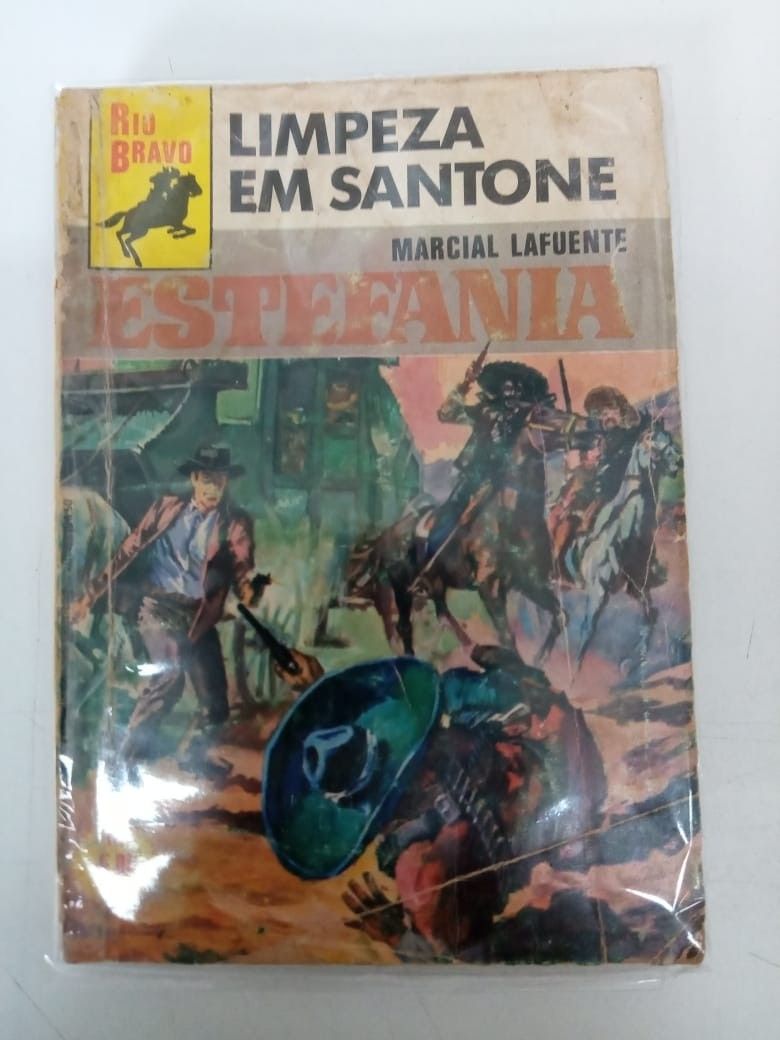 RIO
BRAVO
LIMPEZA
EM SANTONE
MARCIAL LAFUENTE
ESTEFANIA